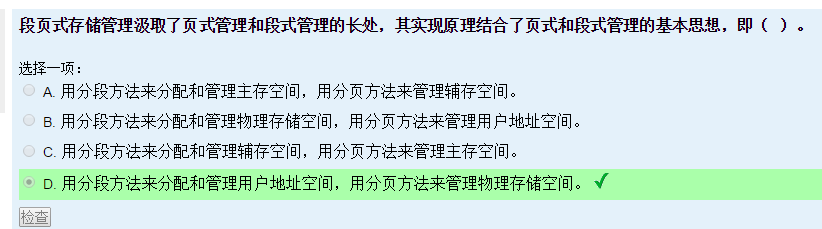 段页式存储管理汲取了页式管理和段式管理的长处，其实现原理结合了页式和段式管理的基本思想，即（ ）。
选择一项：
A. 用分段方法来分配和管理主存空间，用分页方法来管理辅存空间。
B. 用分段方法来分配和管理物理存储空间，用分页方法来管理用户地址空间。
C. 用分段方法来分配和管理辅存空间，用分页方法来管理主存空间。
D. 用分段方法来分配和管理用户地址空间，用分页方法来管理物理存储空间。
检查